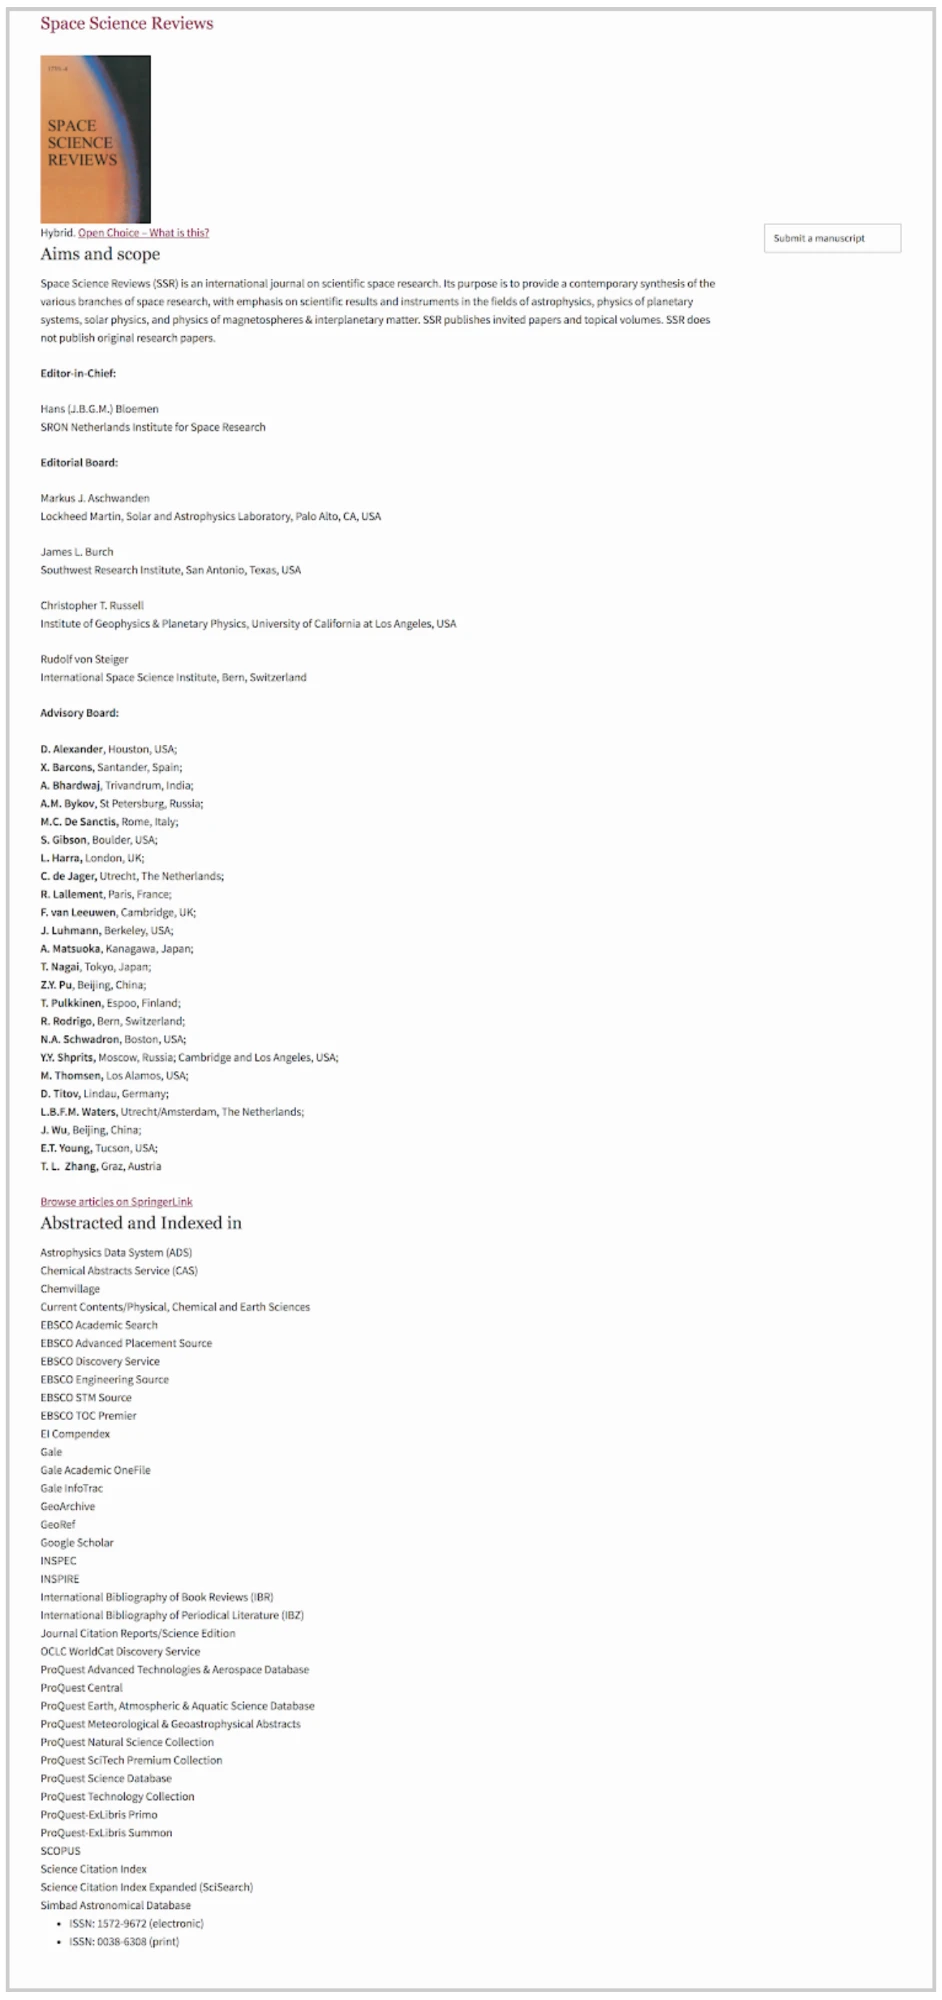 Space Science Reviews
SPACE
SCIENCE
REVIEWS
Hybrid. Open Choice – What is this?
Submit a manuscript
Aims and scope
Space Science Reviews (SSR) is an international journal on scientific space research. Its purpose is to provide a contemporary synthesis of the
various branches of space research, with emphasis on scientific results and instruments in the fields of astrophysics, physics of planetary
systems, solar physics, and physics of magnetospheres & interplanetary matter. SSR publishes invited papers and topical volumes. SSR does
not publish original research papers.
Editor-in-Chief:
Hans (J.B.G.M.) Bloemen
SRON Netherlands Institute for Space Research
Editorial Board:
Markus J. Aschwanden
Lockheed Martin, Solar and Astrophysics Laboratory, Palo Alto, CA, USA
James L. Burch
Southwest Research Institute, San Antonio, Texas, USA
Christopher T. Russell
Institute of Geophysics & Planetary Physics, University of California at Los Angeles, USA
Rudolf von Steiger
International Space Science Institute, Bern, Switzerland
Advisory Board:
D. Alexander, Houston, USA;
X. Barcons, Santander, Spain;
A. Bhardwaj, Trivandrum, India;
A.M. Bykov, St Petersburg, Russia;
M.C. De Sanctis, Rome, Italy;
S. Gibson, Boulder, USA;
L. Harra, London, UK;
C. de Jager, Utrecht, The Netherlands;
R. Lallement, Paris, France;
F. van Leeuwen, Cambridge, UK;
J. Luhmann, Berkeley, USA;
A. Matsuoka, Kanagawa, Japan;
T. Nagai, Tokyo, Japan;
Z.Y. Pu, Beijing, China;
T. Pulkkinen, Espoo, Finland;
R. Rodrigo, Bern, Switzerland;
N.A. Schwadron, Boston, USA;
Y.Y. Shprits, Moscow, Russia; Cambridge and Los Angeles, USA;
M. Thomsen, Los Alamos, USA;
D. Titov, Lindau, Germany;
L.B.F.M. Waters, Utrecht/Amsterdam, The Netherlands;
J. Wu, Beijing, China;
E.T. Young, Tucson, USA;
T. L. Zhang, Graz, Austria
Browse articles on SpringerLink
Abstracted and Indexed in
Astrophysics Data System (ADS)
Chemical Abstracts Service (CAS)
Chemvillage
Current Contents/Physical, Chemical and Earth Sciences
EBSCO Academic Search
EBSCO Advanced Placement Source
EBSCO Discovery Service
EBSCO Engineering Source
EBSCO STM Source
EBSCO TOC Premier
EI Compendex
Gale
Gale Academic OneFile
Gale InfoTrac
GeoArchive
GeoRef
Google Scholar
INSPEC
INSPIRE
International Bibliography of Book Reviews (IBR)
International Bibliography of Periodical Literature (IBZ)
Journal Citation Reports/Science Edition
OCLC WorldCat Discovery Service
ProQuest Advanced Technologies & Aerospace Database
ProQuest Central
ProQuest Earth, Atmospheric & Aquatic Science Database
ProQuest Meteorological & Geoastrophysical Abstracts
ProQuest Natural Science Collection
ProQuest SciTech Premium Collection
ProQuest Science Database
ProQuest Technology Collection
ProQuest-ExLibris Primo
ProQuest-ExLibris Summon
SCOPUS
Science Citation Index
Science Citation Index Expanded (SciSearch)
Simbad Astronomical Database
• ISSN: 1572-9672 (electronic)
• ISSN: 0038-6308 (print)